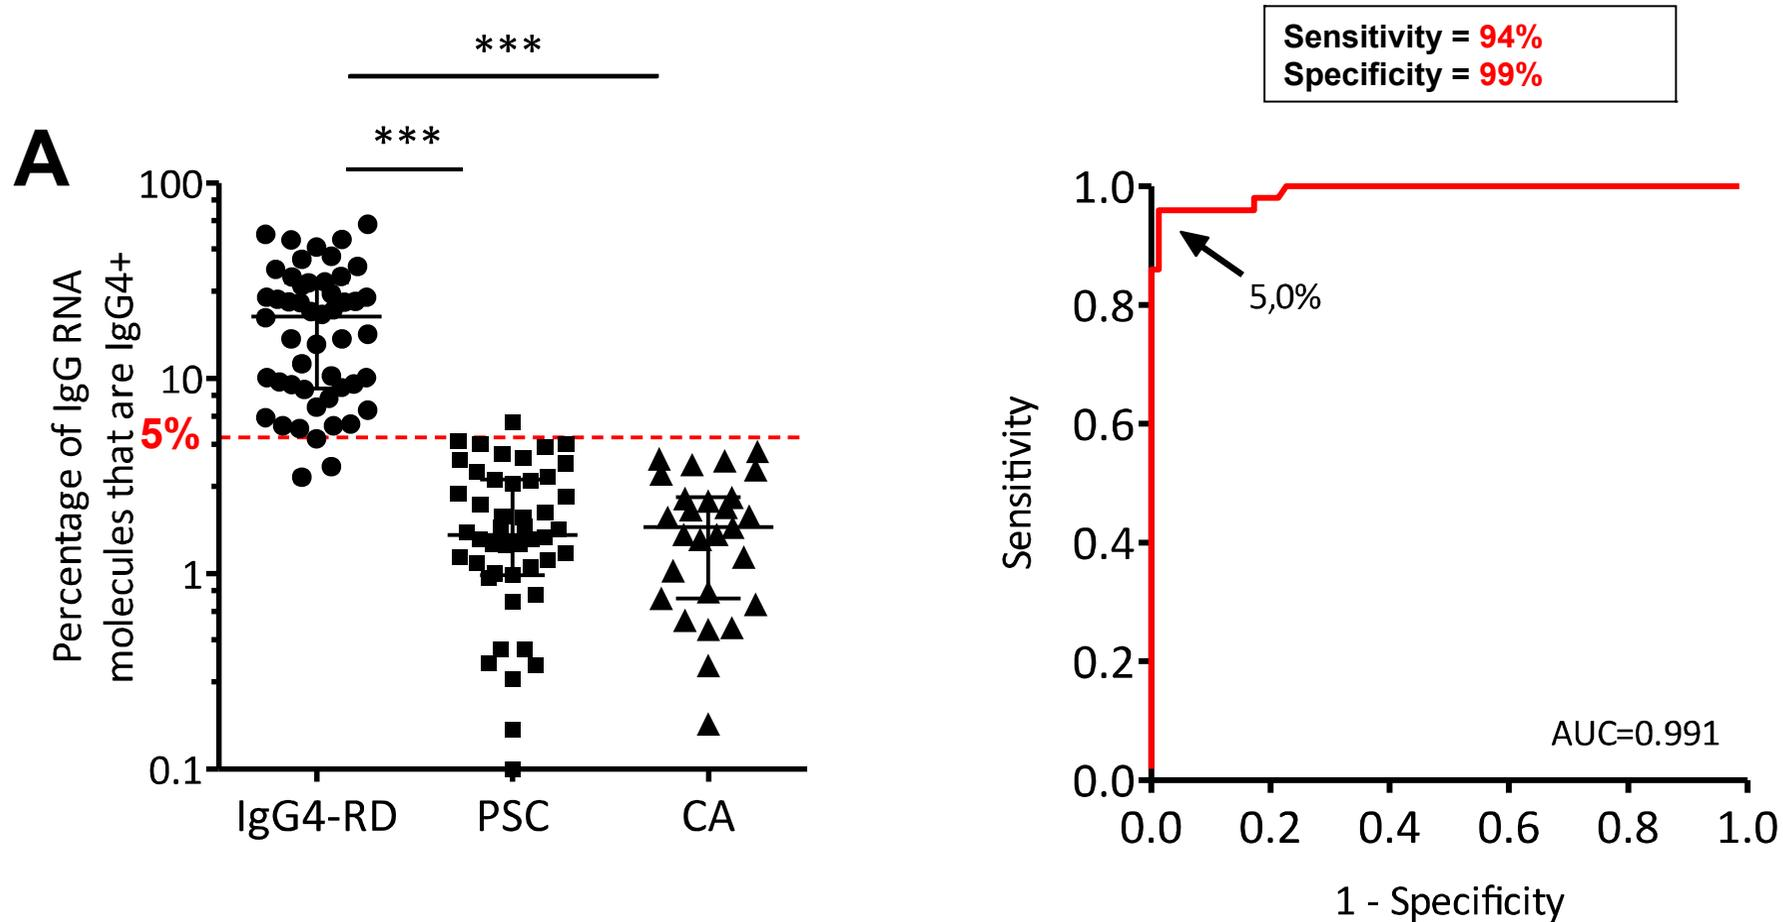 ***
***
A
Percentage of IgG RNA
molecules that are IgG4+
100
10
5%
1
0.1
IgG4-RD PSC CA
Sensitivity = 94%
Specificity = 99%
Sensitivity
1.0
0.8
0.6
0.4
0.2
0.0
5,0%
AUC=0.991
0.0 0.2 0.4 0.6 0.8 1.0
1 - Specificity